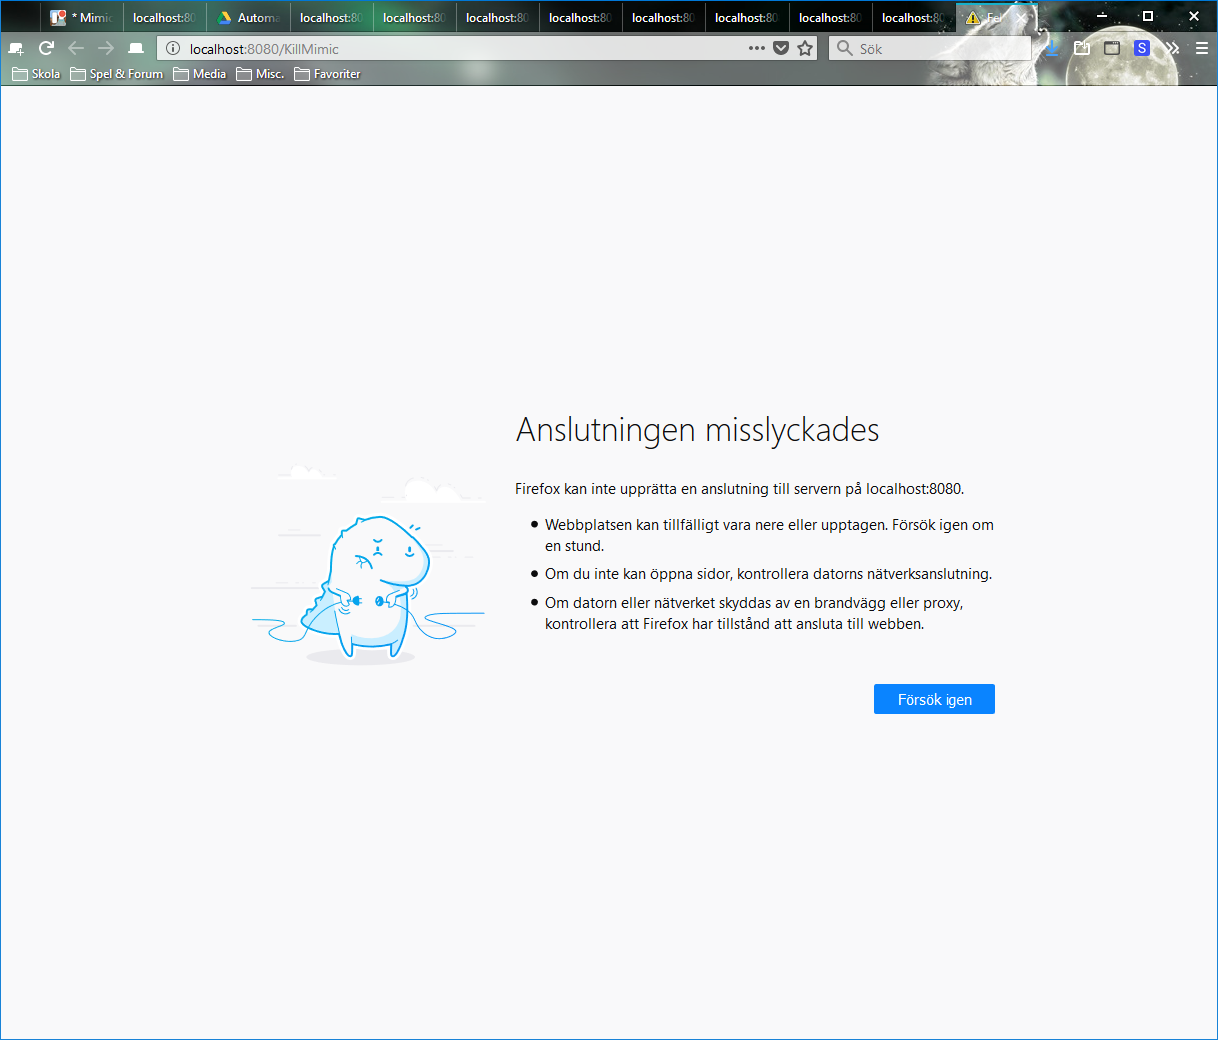 * Mimic
localhost:80
Automa
localhost:80
localhost:80
localhost:80
localhost:80
localhost:80
localhost:80
localhost:80
localhost:80
Fel
localhost:8080/KillMimic
Sök
S
Skola
Spel & Forum
Media
Misc.
Favoriter
Anslutningen misslyckades
Firefox kan inte upprätta en anslutning till servern på localhost:8080.
Webbplatsen kan tillfälligt vara nere eller upptagen. Försök igen om
en stund.
Om du inte kan öppna sidor, kontrollera datorns nätverksanslutning.
Om datorn eller nätverket skyddas av en brandvägg eller proxy,
kontrollera att Firefox har tillstånd att ansluta till webben.
Försök igen